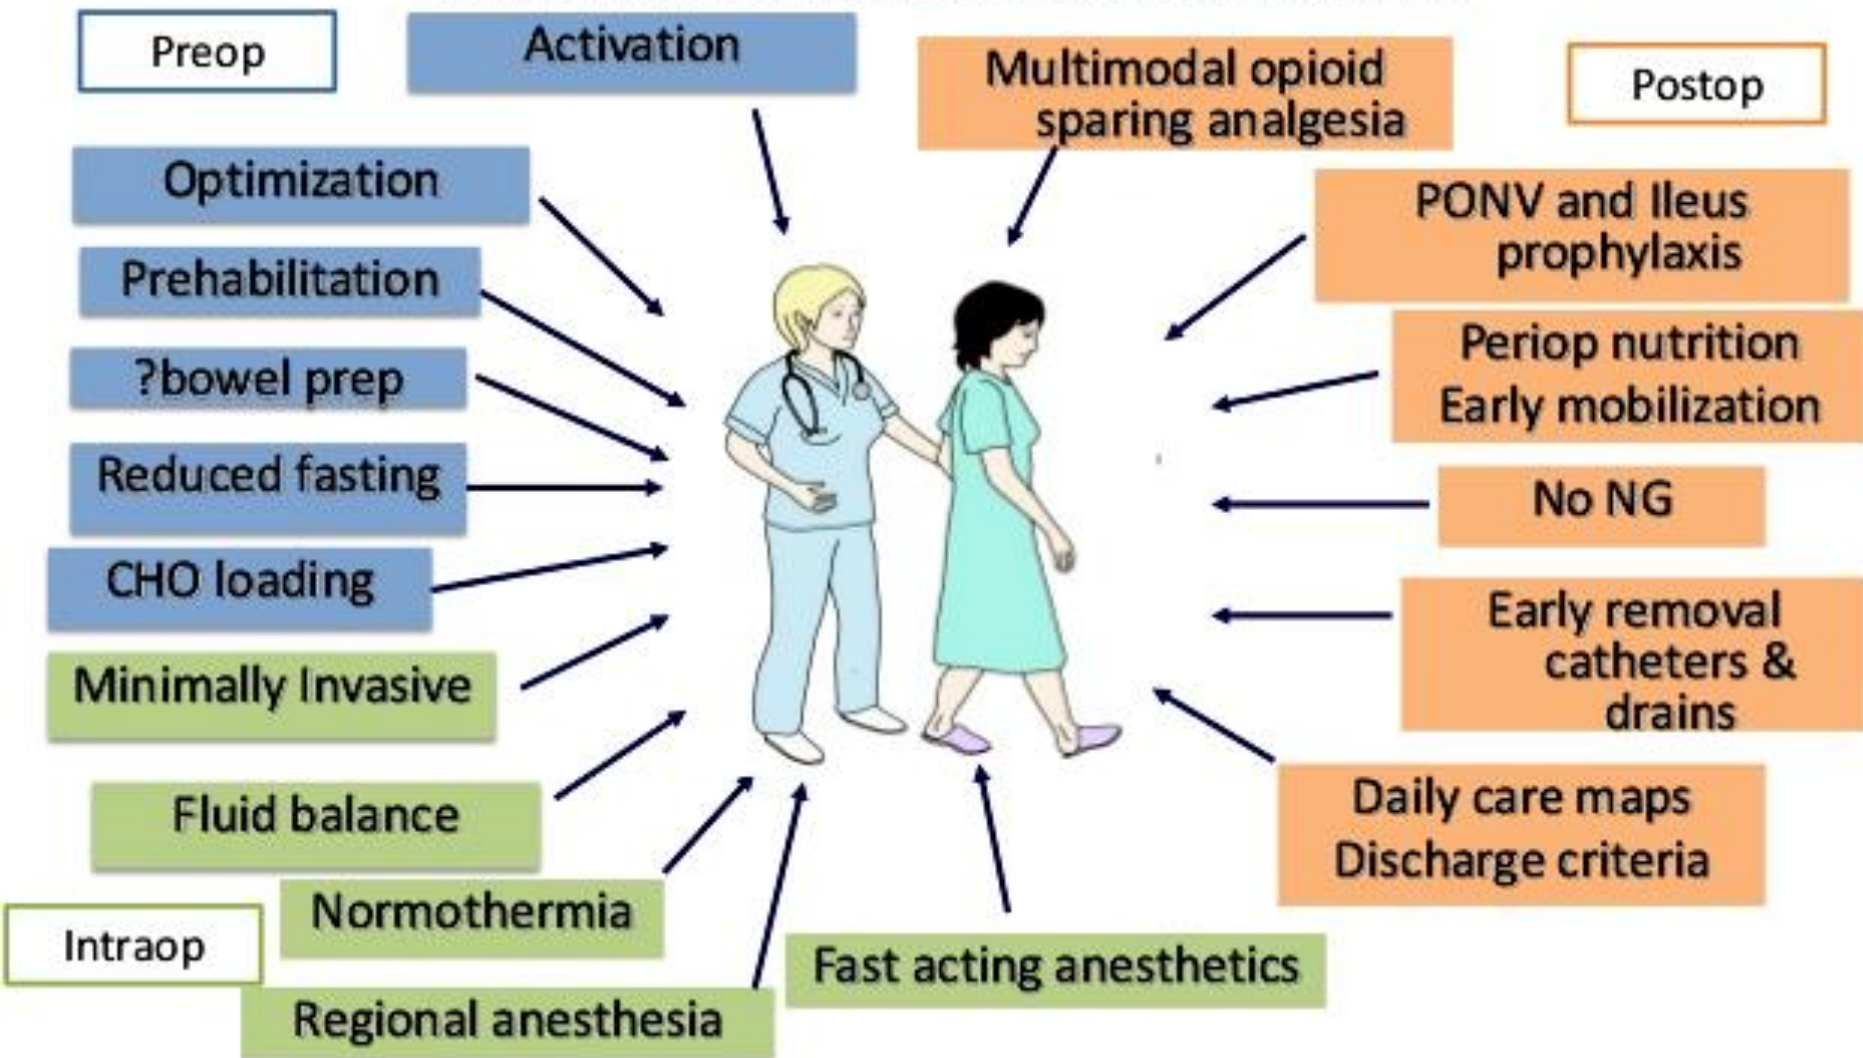 Preop
Activation
Optimization
Prehabilitation
?bowel prep
Reduced fasting
CHO loading
Minimally Invasive
Fluid balance
Normothermia
Intraop
Regional anesthesia
Fast acting anesthetics
Multimodal opioid
sparing analgesia
Postop
PONV and Ileus
prophylaxis
Periop nutrition
Early mobilization
No NG
Early removal
catheters &
drains
Daily care maps
Discharge criteria